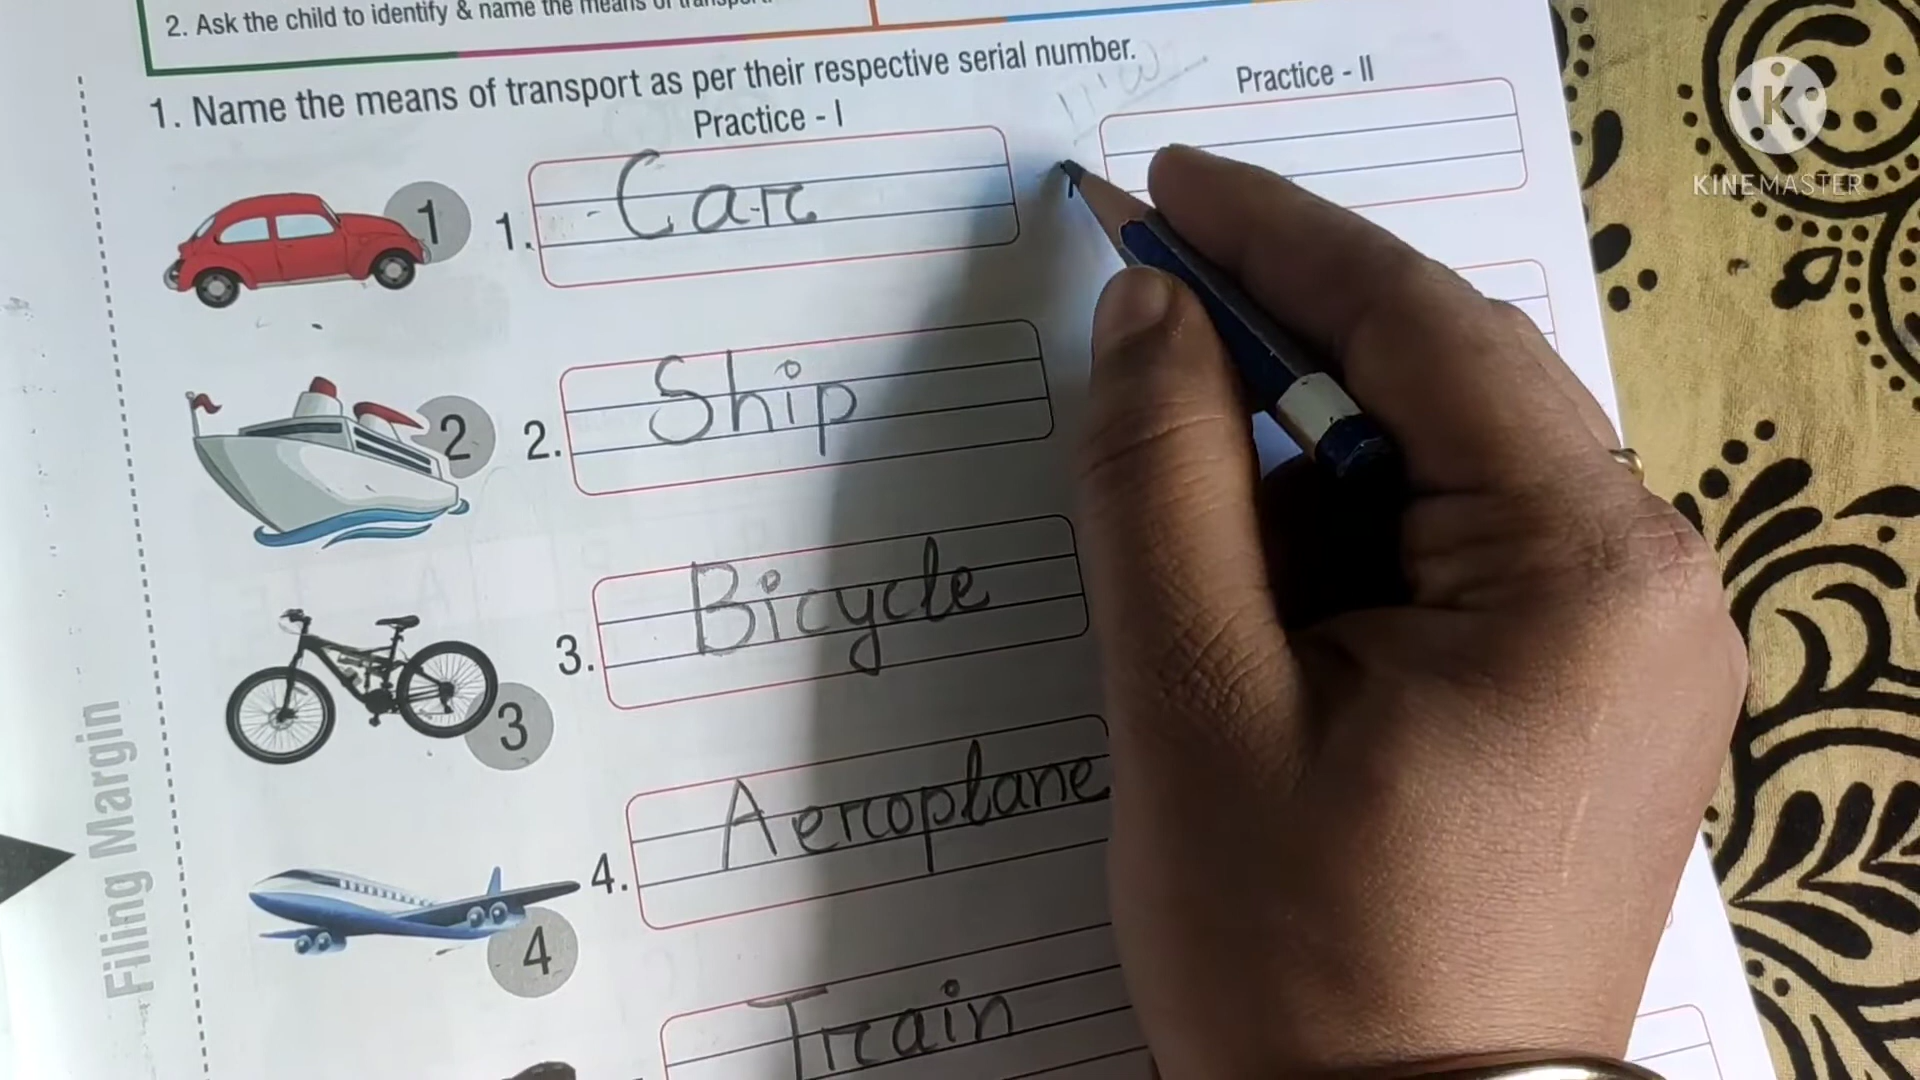 2. Ask the child to identify & name the means of transport.
1. Name the means of transport as per their respective serial number.
Practice - I
Practice - II
H.W
KINEMASTER
1
1. Car
2
2. Ship
3
3. Bicycle
4
4. Aeroplane
Train
Filing Margin